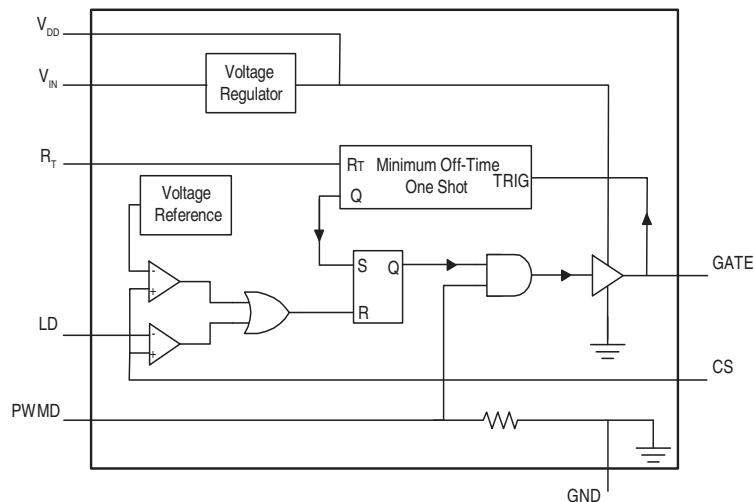 VDD
VIN
Voltage
Regulator
RT
RT
Minimum Off-Time
One Shot
TRIG
Q
Voltage
Reference
S
Q
R
-
+
-
+
GATE
LD
CS
PWMD
GND